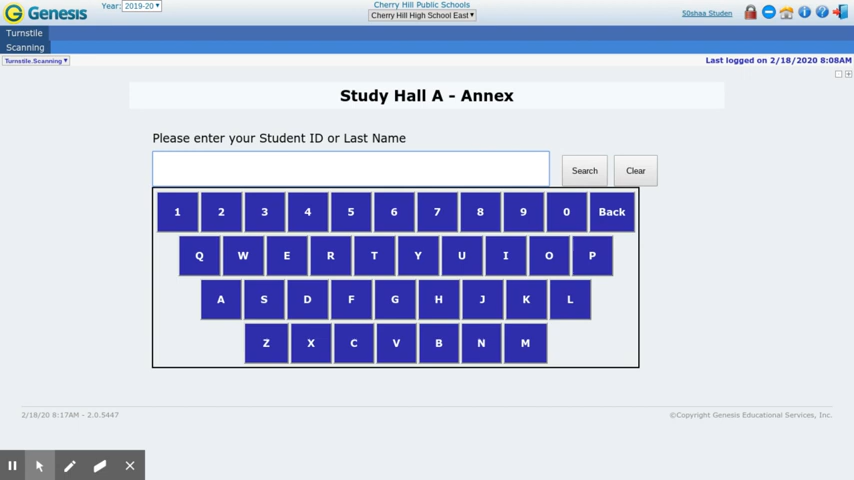 Genesis
Year: 2019-20
Cherry Hill Public Schools
Cherry Hill High School East
50shaa Studen
Turnstile
Scanning
Turnstile.Scanning
Last logged on 2/18/2020 8:08AM
Study Hall A - Annex
Please enter your Student ID or Last Name
Search Clear
1 2 3 4 5 6 7 8 9 0 Back
Q W E R T Y U I O P
A S D F G H J K L
Z X C V B N M
2/18/20 8:17AM - 2.0.5447
©Copyright Genesis Educational Services, Inc.